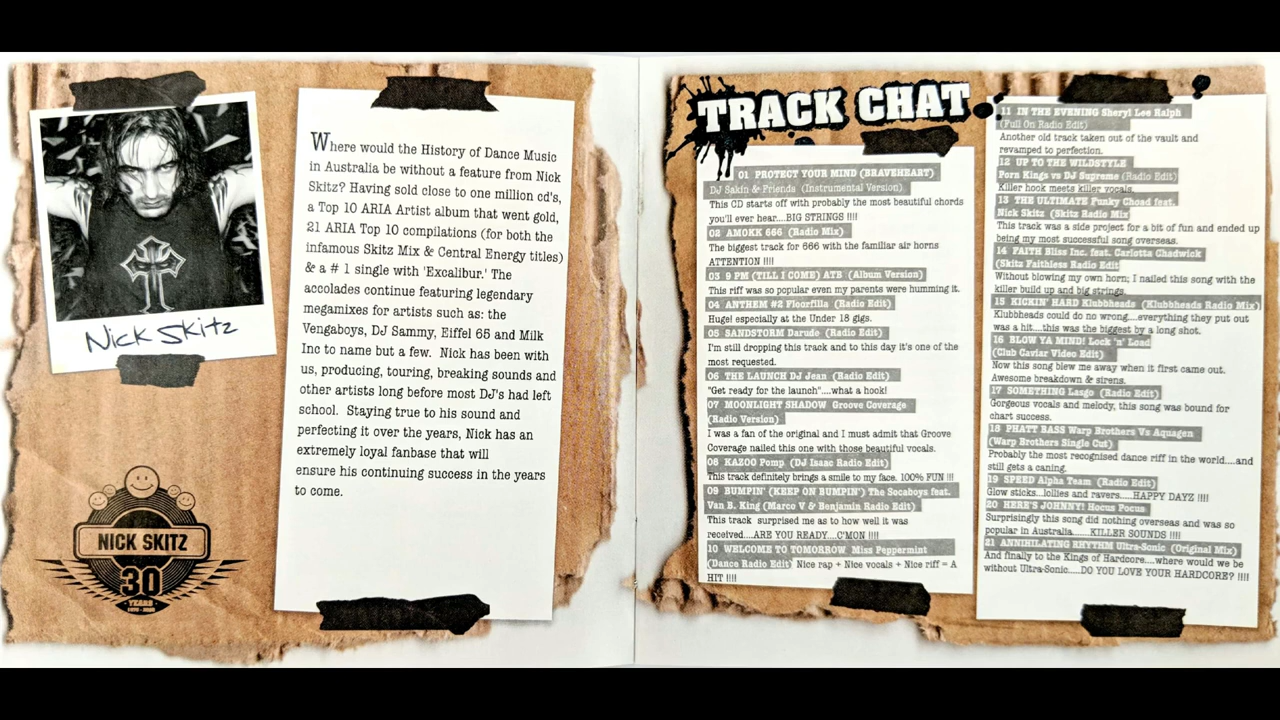 Nick Skitz
NICK SKITZ
30
YEARS
Where would the History of Dance Music
in Australia be without a feature from Nick
Skitz? Having sold close to one million cd's,
a Top 10 ARIA Artist album that went gold,
21 ARIA Top 10 compilations (for both the
infamous Skitz Mix & Central Energy titles)
& a # 1 single with 'Excalibur.' The
accolades continue featuring legendary
megamixes for artists such as: the
Vengaboys, DJ Sammy, Eiffel 65 and Milk
Inc to name but a few. Nick has been with
us, producing, touring, breaking sounds and
other artists long before most DJ's had left
school. Staying true to his sound and
perfecting it over the years, Nick has an
extremely loyal fanbase that will
ensure his continuing success in the years
to come.
TRACK CHAT
01 PROTECT YOUR MIND (BRAVEHEART)
DJ Sakin & Friends (Instrumental Version)
This CD starts off with probably the most beautiful chords
you'll ever hear....BIG STRINGS !!!!
02 AMOKK 666 (Radio Mix)
The biggest track for 666 with the familiar air horns
ATTENTION !!!!
03 9 PM (TILL I COME) ATB (Album Version)
This riff was so popular even my parents were humming it.
04 ANTHEM #2 Floorfilla (Radio Edit)
Huge! especially at the Under 18 gigs.
05 SANDSTORM Darude (Radio Edit)
I'm still dropping this track and to this day it's one of the
most requested.
06 THE LAUNCH DJ Jean (Radio Edit)
"Get ready for the launch"....what a hook!
07 MOONLIGHT SHADOW Groove Coverage
(Radio Version)
I was a fan of the original and I must admit that Groove
Coverage nailed this one with those beautiful vocals.
08 KAZOO Pomp (DJ Isaac Radio Edit)
This track definitely brings a smile to my face. 100% FUN !!!
09 BUMPIN' (KEEP ON BUMPIN') The Socaboys feat.
Van B. King (Marco V & Benjamin Radio Edit)
This track surprised me as to how well it was
received....ARE YOU READY....C'MON !!!!
10 WELCOME TO TOMORROW Miss Peppermint
(Dance Radio Edit) Nice rap + Nice vocals + Nice riff = A
HIT !!!!
11 IN THE EVENING Sheryl Lee Ralph
(Full On Radio Edit)
Another old track taken out of the vault and
revamped to perfection.
12 UP TO THE WILDSTYLE
Porn Kings vs DJ Supreme (Radio Edit)
Killer hook meets killer vocals.
13 THE ULTIMATE Funky Choad feat.
Nick Skitz (Skitz Radio Mix)
This track was a side project for a bit of fun and ended up
being my most successful song overseas.
14 FAITH Bliss Inc. feat. Carlotta Chadwick
(Skitz Faithless Radio Edit)
Without blowing my own horn; I nailed this song with the
killer build up and big strings.
15 KICKIN' HARD Klubbheads (Klubbheads Radio Mix)
Klubbheads could do no wrong....everything they put out
was a hit....this was the biggest by a long shot.
16 BLOW YA MIND! Lock 'n' Load
(Club Caviar Video Edit)
Now this song blew me away when it first came out.
Awesome breakdown & sirens.
17 SOMETHING Lasgo (Radio Edit)
Gorgeous vocals and melody, this song was bound for
chart success.
18 PHATT BASS Warp Brothers Vs Aquagen
(Warp Brothers Single Cut)
Probably the most recognised dance riff in the world....and
still gets a caning.
19 SPEED Alpha Team (Radio Edit)
Glow sticks...lollies and ravers.....HAPPY DAYZ !!!!
20 HERE'S JOHNNY! Hocus Pocus
Surprisingly this song did nothing overseas and was so
popular in Australia......KILLER SOUNDS !!!!
21 ANNIHILATING RHYTHM Ultra-Sonic (Original Mix)
And finally to the Kings of Hardcore....where would we be
without Ultra-Sonic.....DO YOU LOVE YOUR HARDCORE? !!!!